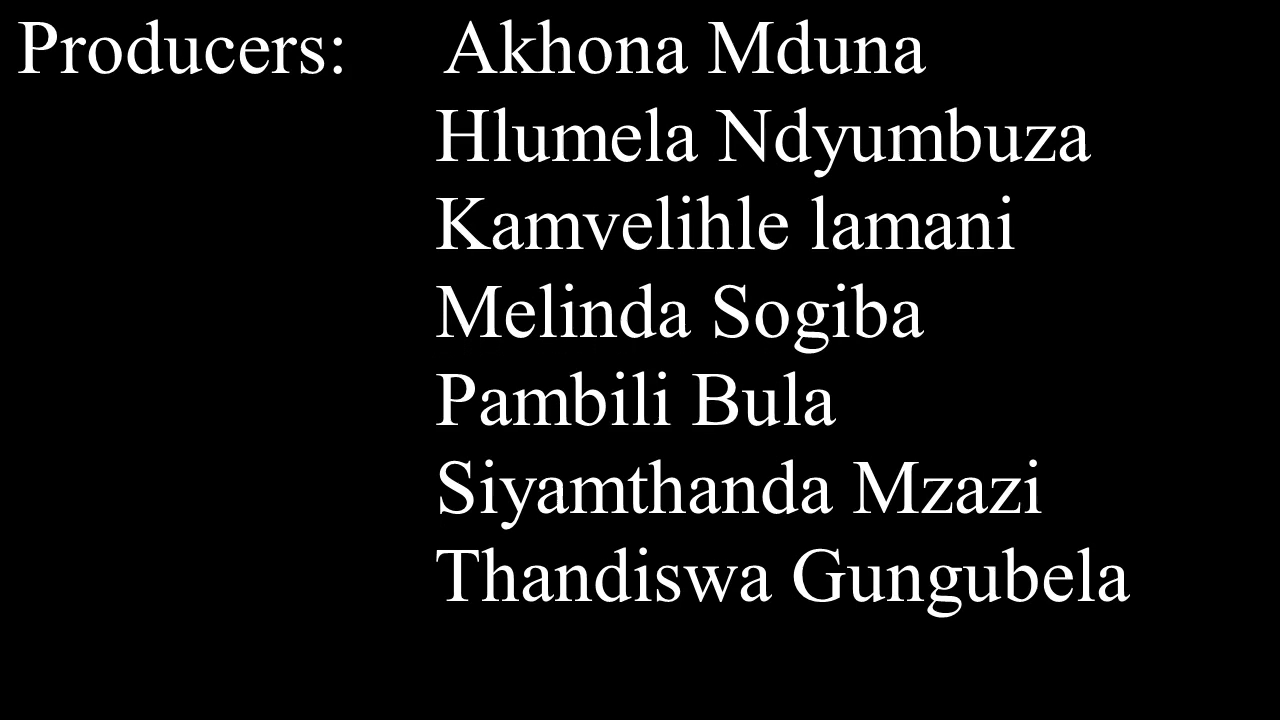 Producers: Akhona Mduna
Hlumela Ndyumbuza
Kamvelihle lamani
Melinda Sogiba
Pambili Bula
Siyamthanda Mzazi
Thandiswa Gungubela